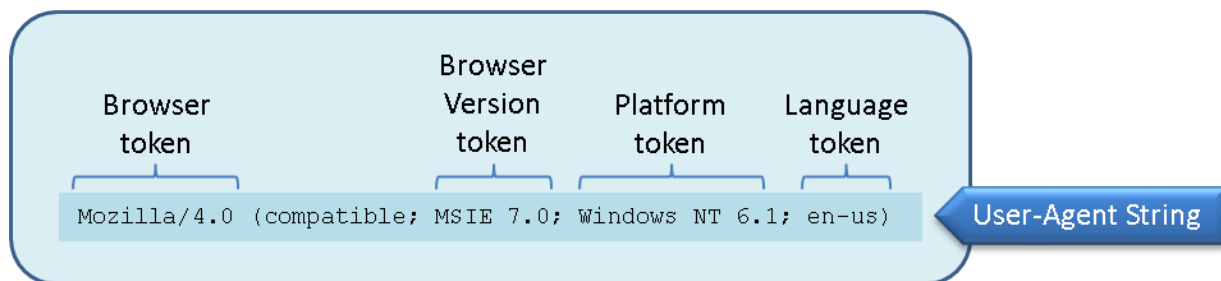 Browser
token
Browser
Version
token
Platform
token
Language
token
Mozilla/4.0 (compatible; MSIE 7.0; Windows NT 6.1; en-us)
User-Agent String